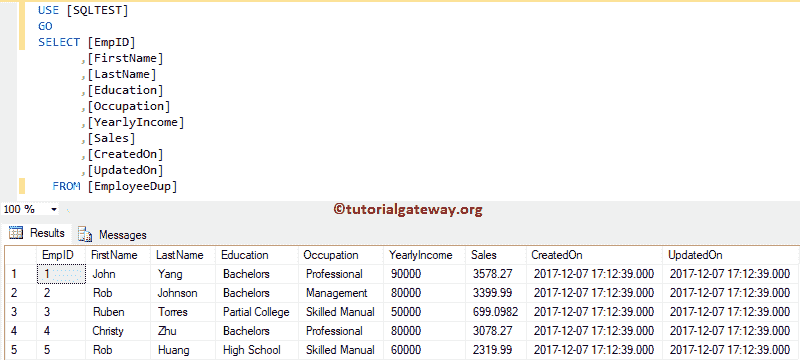 USE [SQLTEST]
GO
SELECT [EmpID]
,[FirstName]
,[LastName]
,[Education]
,[Occupation]
,[YearlyIncome]
,[Sales]
,[CreatedOn]
,[UpdatedOn]
FROM [EmployeeDup]
100 %
©tutorialgateway.org
Results Messages
EmpID FirstName LastName Education Occupation YearlyIncome Sales CreatedOn UpdatedOn
1 1 John Yang Bachelors Professional 90000 3578.27 2017-12-07 17:12:39.000 2017-12-07 17:12:39.000
2 2 Rob Johnson Bachelors Management 80000 3399.99 2017-12-07 17:12:39.000 2017-12-07 17:12:39.000
3 3 Ruben Torres Partial College Skilled Manual 50000 699.0982 2017-12-07 17:12:39.000 2017-12-07 17:12:39.000
4 4 Christy Zhu Bachelors Professional 80000 3078.27 2017-12-07 17:12:39.000 2017-12-07 17:12:39.000
5 5 Rob Huang High School Skilled Manual 60000 2319.99 2017-12-07 17:12:39.000 2017-12-07 17:12:39.000